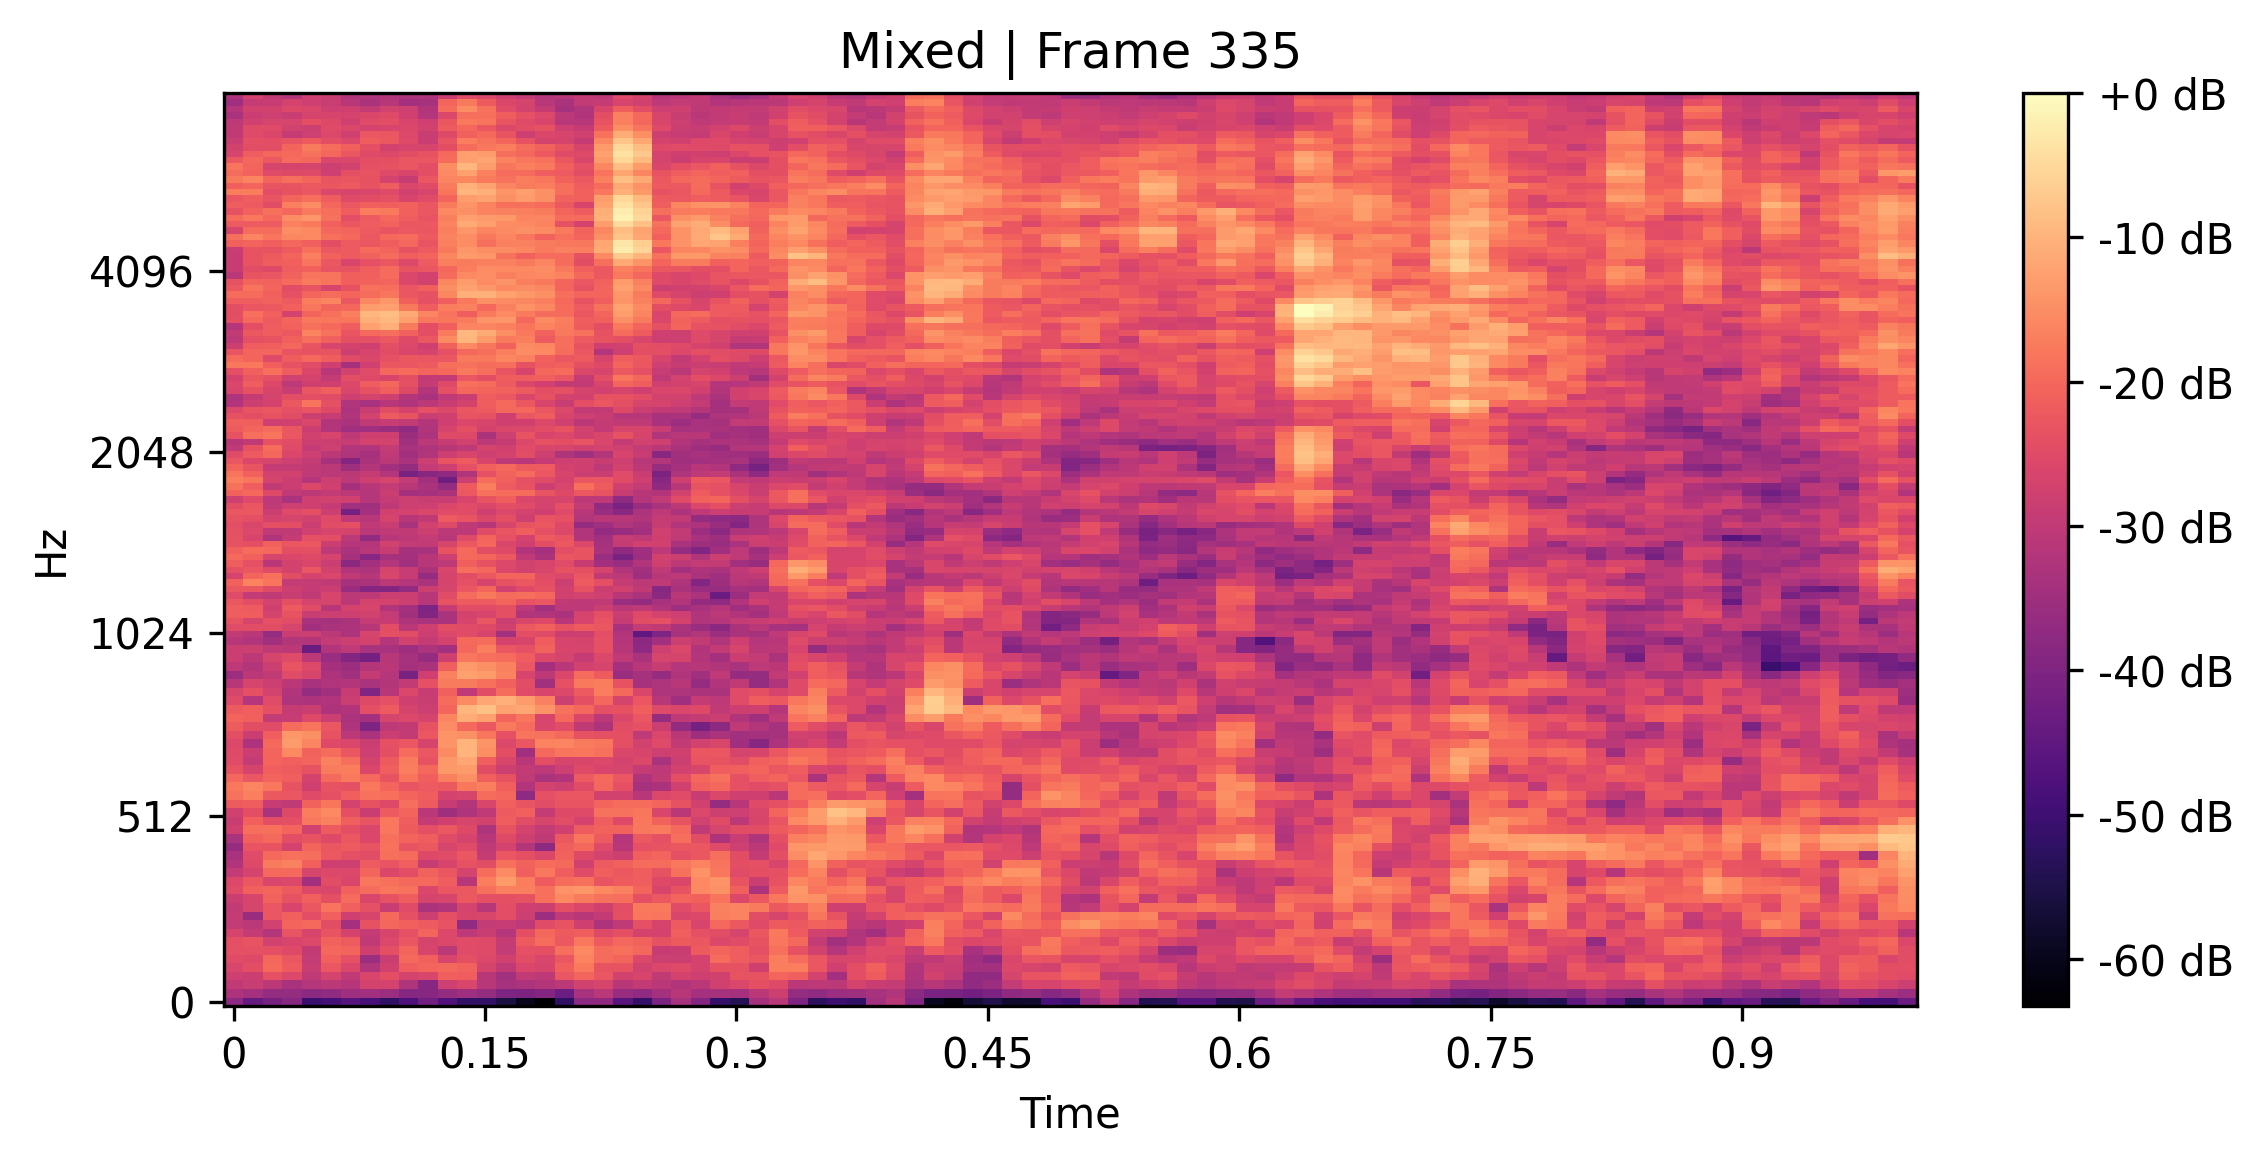 Mixed | Frame 335
+0 dB
-10 dB
-20 dB
-30 dB
-40 dB
-50 dB
-60 dB
Hz
4096
2048
1024
512
0
0 0.15 0.3 0.45 0.6 0.75 0.9
Time